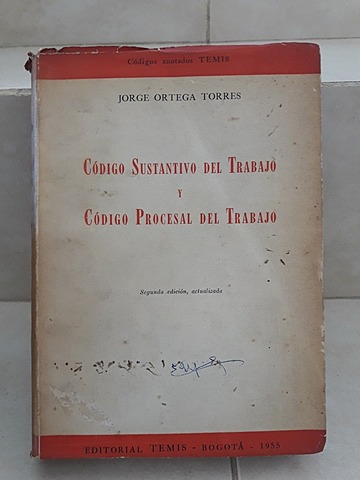 Códigos anotados TEMIS
JORGE ORTEGA TORRES
CÓDIGO SUSTANTIVO DEL TRABAJO
Y
CÓDIGO PROCESAL DEL TRABAJO
Segunda edición, actualizada
EDITORIAL TEMIS - BOGOTÁ - 1955